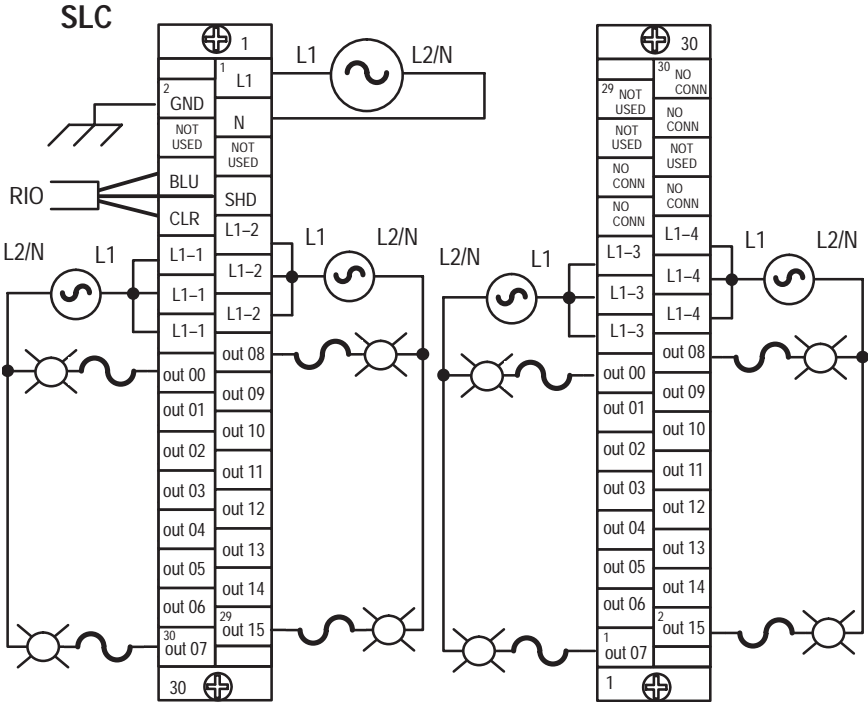 SLC
1
L1
L2/N
1
L1
2
GND
N
NOT
USED
NOT
USED
RIO
BLU
SHD
CLR
L1–2
L2/N
L1
L1–1
L1
L2/N
L1–2
L1–1
L1–2
L1–1
out 08
out 00
out 09
out 01
out 10
out 02
out 11
out 03
out 12
out 04
out 13
out 05
out 14
out 06
29
out 15
30
out 07
30
30
30
NO
CONN
29
NOT
USED
NO
CONN
NOT
USED
NOT
USED
NO
CONN
NO
CONN
NO
CONN
L1–4
L2/N
L1
L1–3
L1
L2/N
L1–4
L1–3
L1–4
L1–3
out 08
out 00
out 09
out 01
out 10
out 02
out 11
out 03
out 12
out 04
out 13
out 05
out 14
out 06
2
out 15
1
out 07
1